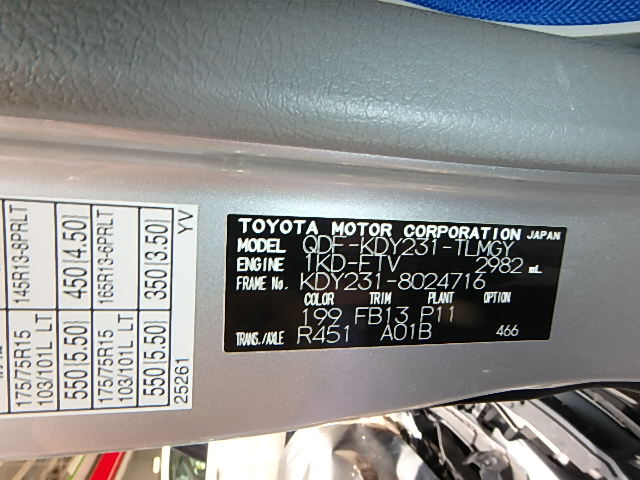 TOYOTA MOTOR CORPORATION JAPAN
MODEL QDF-KDY231-TLMGY
ENGINE 1KD-FTV 2982 mL
FRAME No. KDY231-8024716
COLOR TRIM PLANT OPTION
199 FB13 P11
TRANS./AXLE R451 A01B 466
175/75R15 103/101L LT 145R13-8PRLT
550(5.50) 450(4.50)
175/75R15 103/101L LT 165R13-6PRLT
550(5.50) 350(3.50)
25261 YV